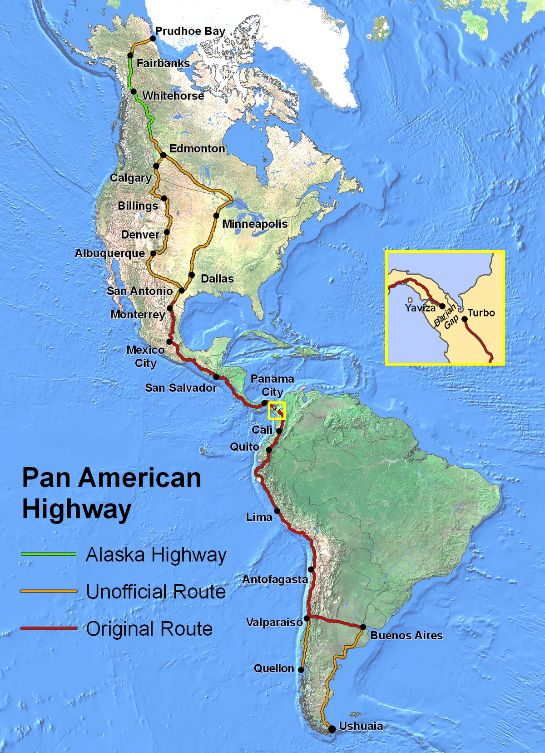 Prudhoe Bay
Fairbanks
Whitehorse
Edmonton
Calgary
Billings
Minneapolis
Denver
Albuquerque
Dallas
San Antonio
Monterrey
Mexico
City
San Salvador
Panama
City
Yaviza
Gap
Turbo
Cali
Quito
Lima
Antofagasta
Valparaiso
Buenos Aires
Quellon
Ushuaia
Pan American
Highway
Alaska Highway
Unofficial Route
Original Route